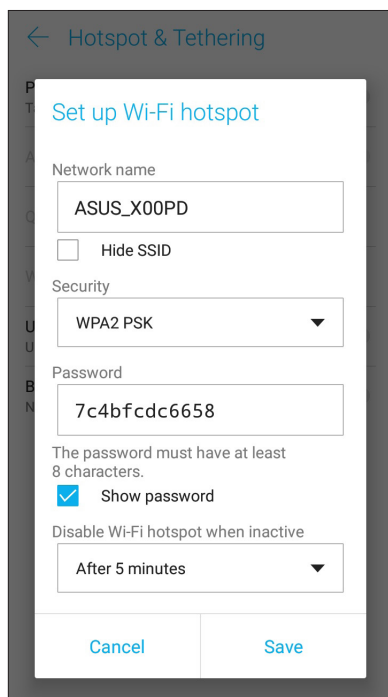 Hotspot & Tethering
Set up Wi-Fi hotspot
Network name
ASUS_X00PD
Hide SSID
Security
WPA2 PSK
Password
7c4bfcdc6658
The password must have at least
8 characters.
Show password
Disable Wi-Fi hotspot when inactive
After 5 minutes
Cancel
Save